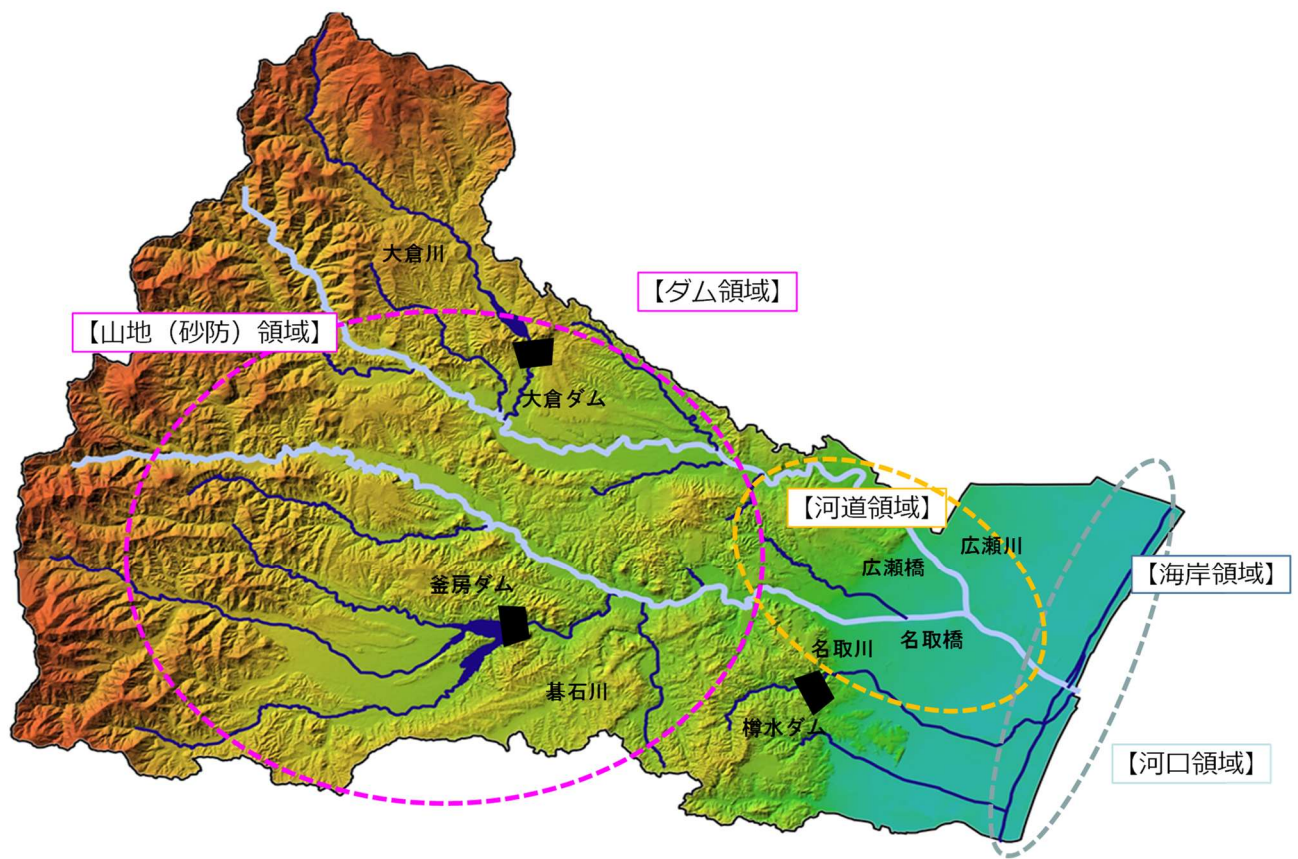 大倉川
【ダム領域】
【山地（砂防）領域】
大倉ダム
【河道領域】
広瀬川
広瀬橋
【海岸領域】
釜房ダム
名取橋
名取川
碁石川
樽水ダム
【河口領域】